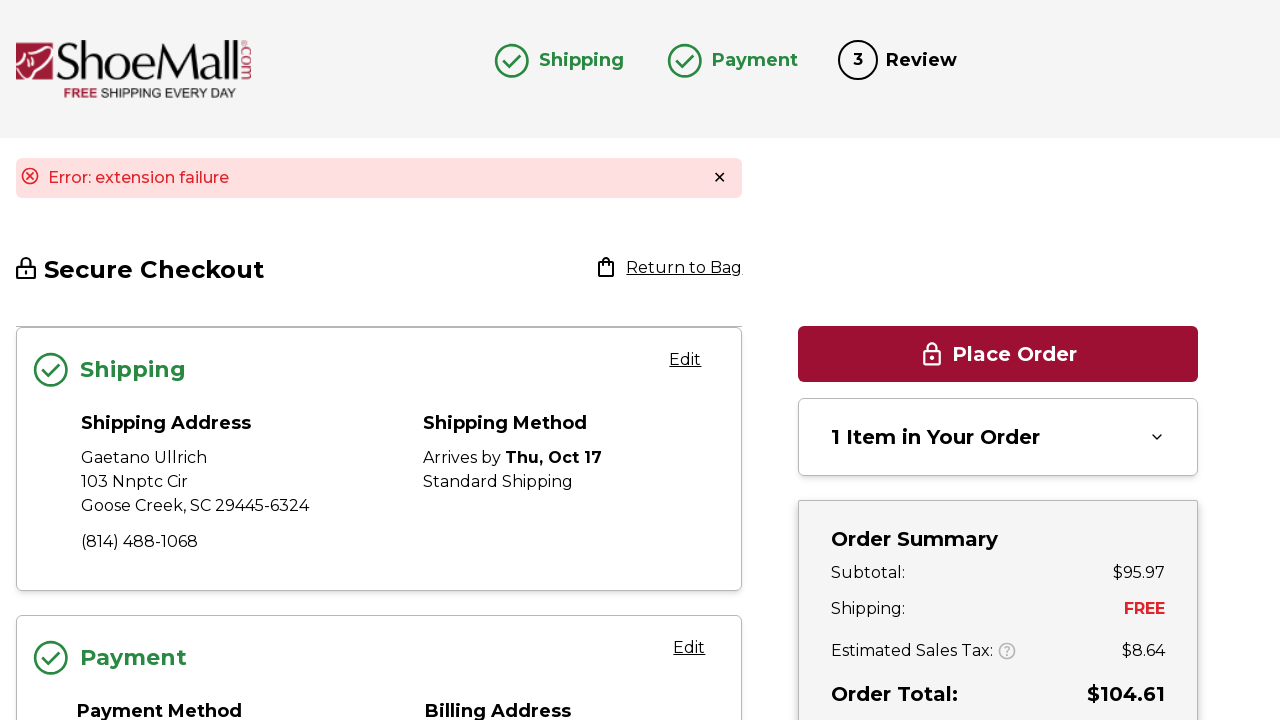 ShoeMall.com
FREE SHIPPING EVERY DAY
Shipping
Payment
3 Review
Error: extension failure
Secure Checkout
Return to Bag
Shipping
Edit
Shipping Address
Gaetano Ullrich
103 Nnptc Cir
Goose Creek, SC 29445-6324
(814) 488-1068
Shipping Method
Arrives by Thu, Oct 17
Standard Shipping
Payment
Edit
Payment Method
Billing Address
Place Order
1 Item in Your Order
Order Summary
Subtotal: $95.97
Shipping: FREE
Estimated Sales Tax: $8.64
Order Total: $104.61